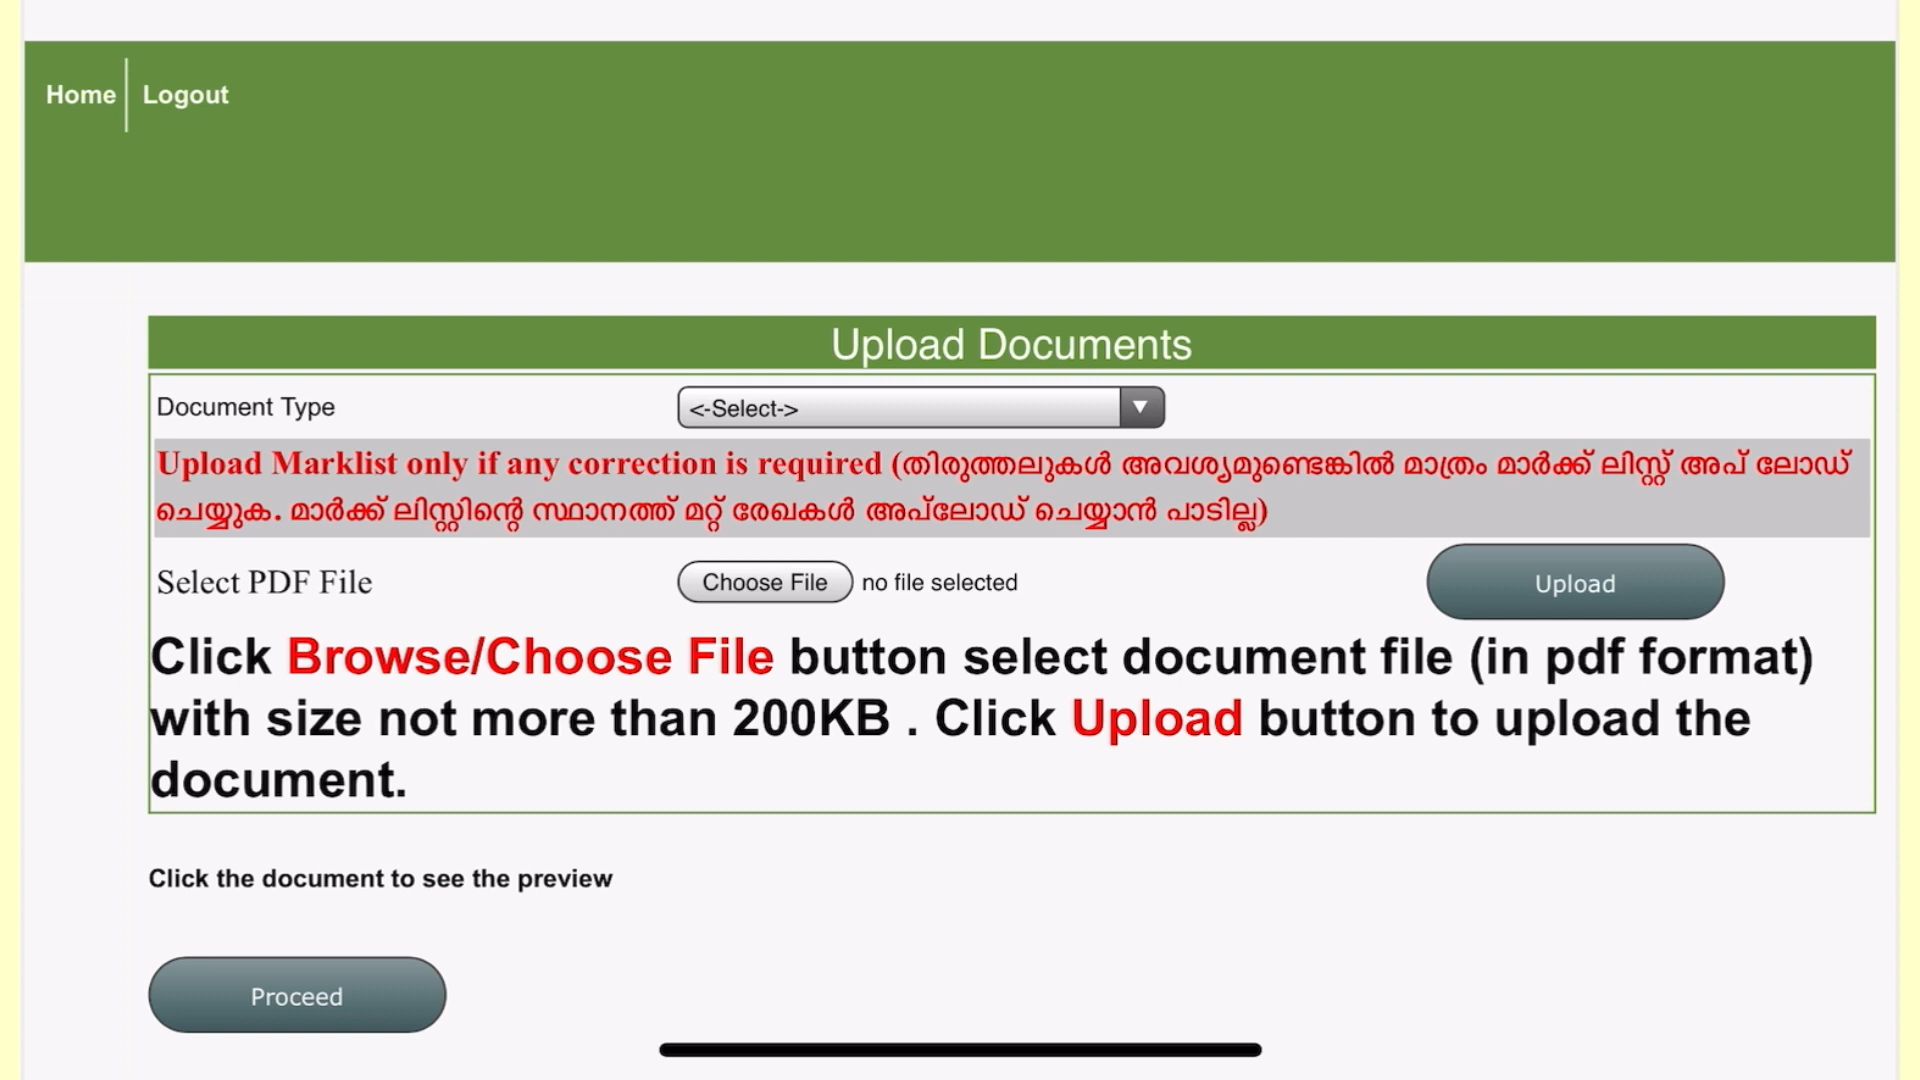 Home Logout
Upload Documents
Document Type <-Select->
Upload Marklist only if any correction is required (തിരുത്തലുകൾ അവശ്യമുണ്ടെങ്കിൽ മാത്രം മാർക്ക് ലിസ്റ്റ് അപ് ലോഡ്
ചെയ്യുക. മാർക്ക് ലിസ്റ്റിന്റെ സ്ഥാനത്ത് മറ്റ് രേഖകൾ അപ്‌ലോഡ് ചെയ്യാൻ പാടില്ല)
Select PDF File Choose File no file selected Upload
Click Browse/Choose File button select document file (in pdf format)
with size not more than 200KB . Click Upload button to upload the
document.
Click the document to see the preview
Proceed